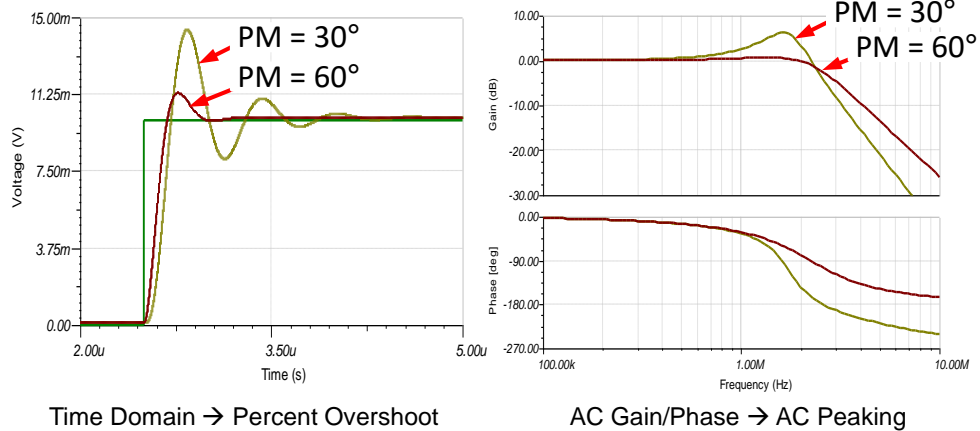 15.00m
PM = 30°
PM = 60°
11.25m
Voltage (V)
7.50m
3.75m
0.00
2.00u
3.50u
5.00u
Time (s)
Time Domain → Percent Overshoot
10.00
PM = 30°
PM = 60°
0.00
Gain (dB)
-10.00
-20.00
-30.00
0.00
-90.00
Phase [deg]
-180.00
-270.00
100.00k
1.00M
10.00M
Frequency (Hz)
AC Gain/Phase → AC Peaking